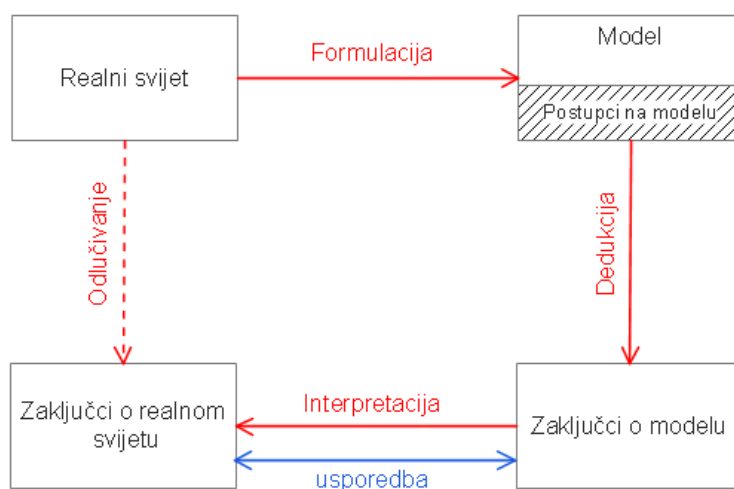 Realni svijet
Formulacija
Model
Postupci na modelu
Odlučivanje
Dedukcija
Zaključci o realnom
svijetu
Interpretacija
usporedba
Zaključci o modelu